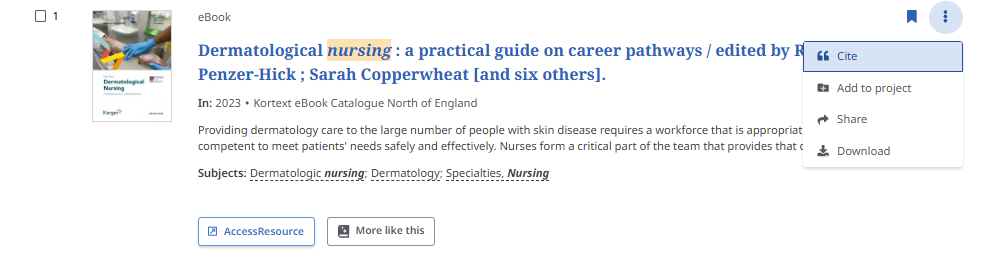 1
eBook
Dermatological nursing : a practical guide on career pathways / edited by
Penzer-Hick ; Sarah Copperwheat [and six others].
In: 2023 • Kortext eBook Catalogue North of England
Providing dermatology care to the large number of people with skin disease requires a workforce that is
competent to meet patients' needs safely and effectively. Nurses form a critical part of the team that provides that
Subjects: Dermatologic nursing; Dermatology; Specialties, Nursing
AccessResource
More like this
Cite
Add to project
Share
Download
Dermatological
Nursing
Karger